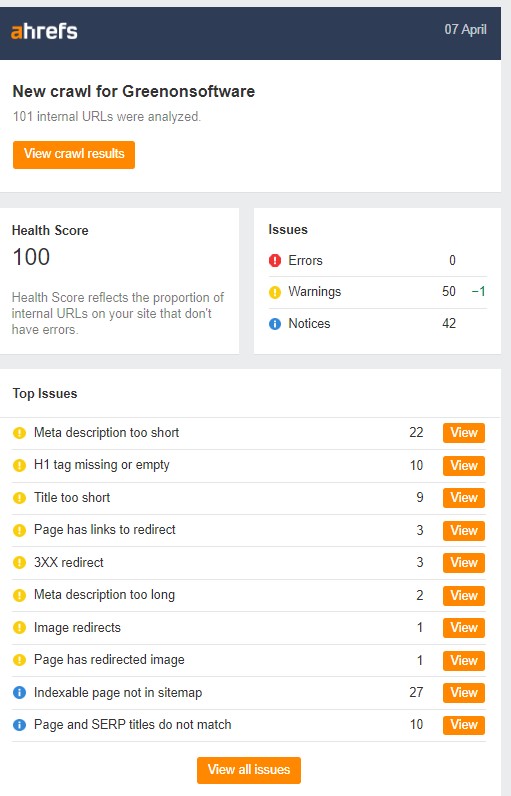 ahrefs
07 April
New crawl for Greenonsoftware
101 internal URLs were analyzed.
View crawl results
Health Score
100
Health Score reflects the proportion of
internal URLs on your site that don't
have errors.
Issues
Errors 0
Warnings 50 −1
Notices 42
Top Issues
Meta description too short 22 View
H1 tag missing or empty 10 View
Title too short 9 View
Page has links to redirect 3 View
3XX redirect 3 View
Meta description too long 2 View
Image redirects 1 View
Page has redirected image 1 View
Indexable page not in sitemap 27 View
Page and SERP titles do not match 10 View
View all issues